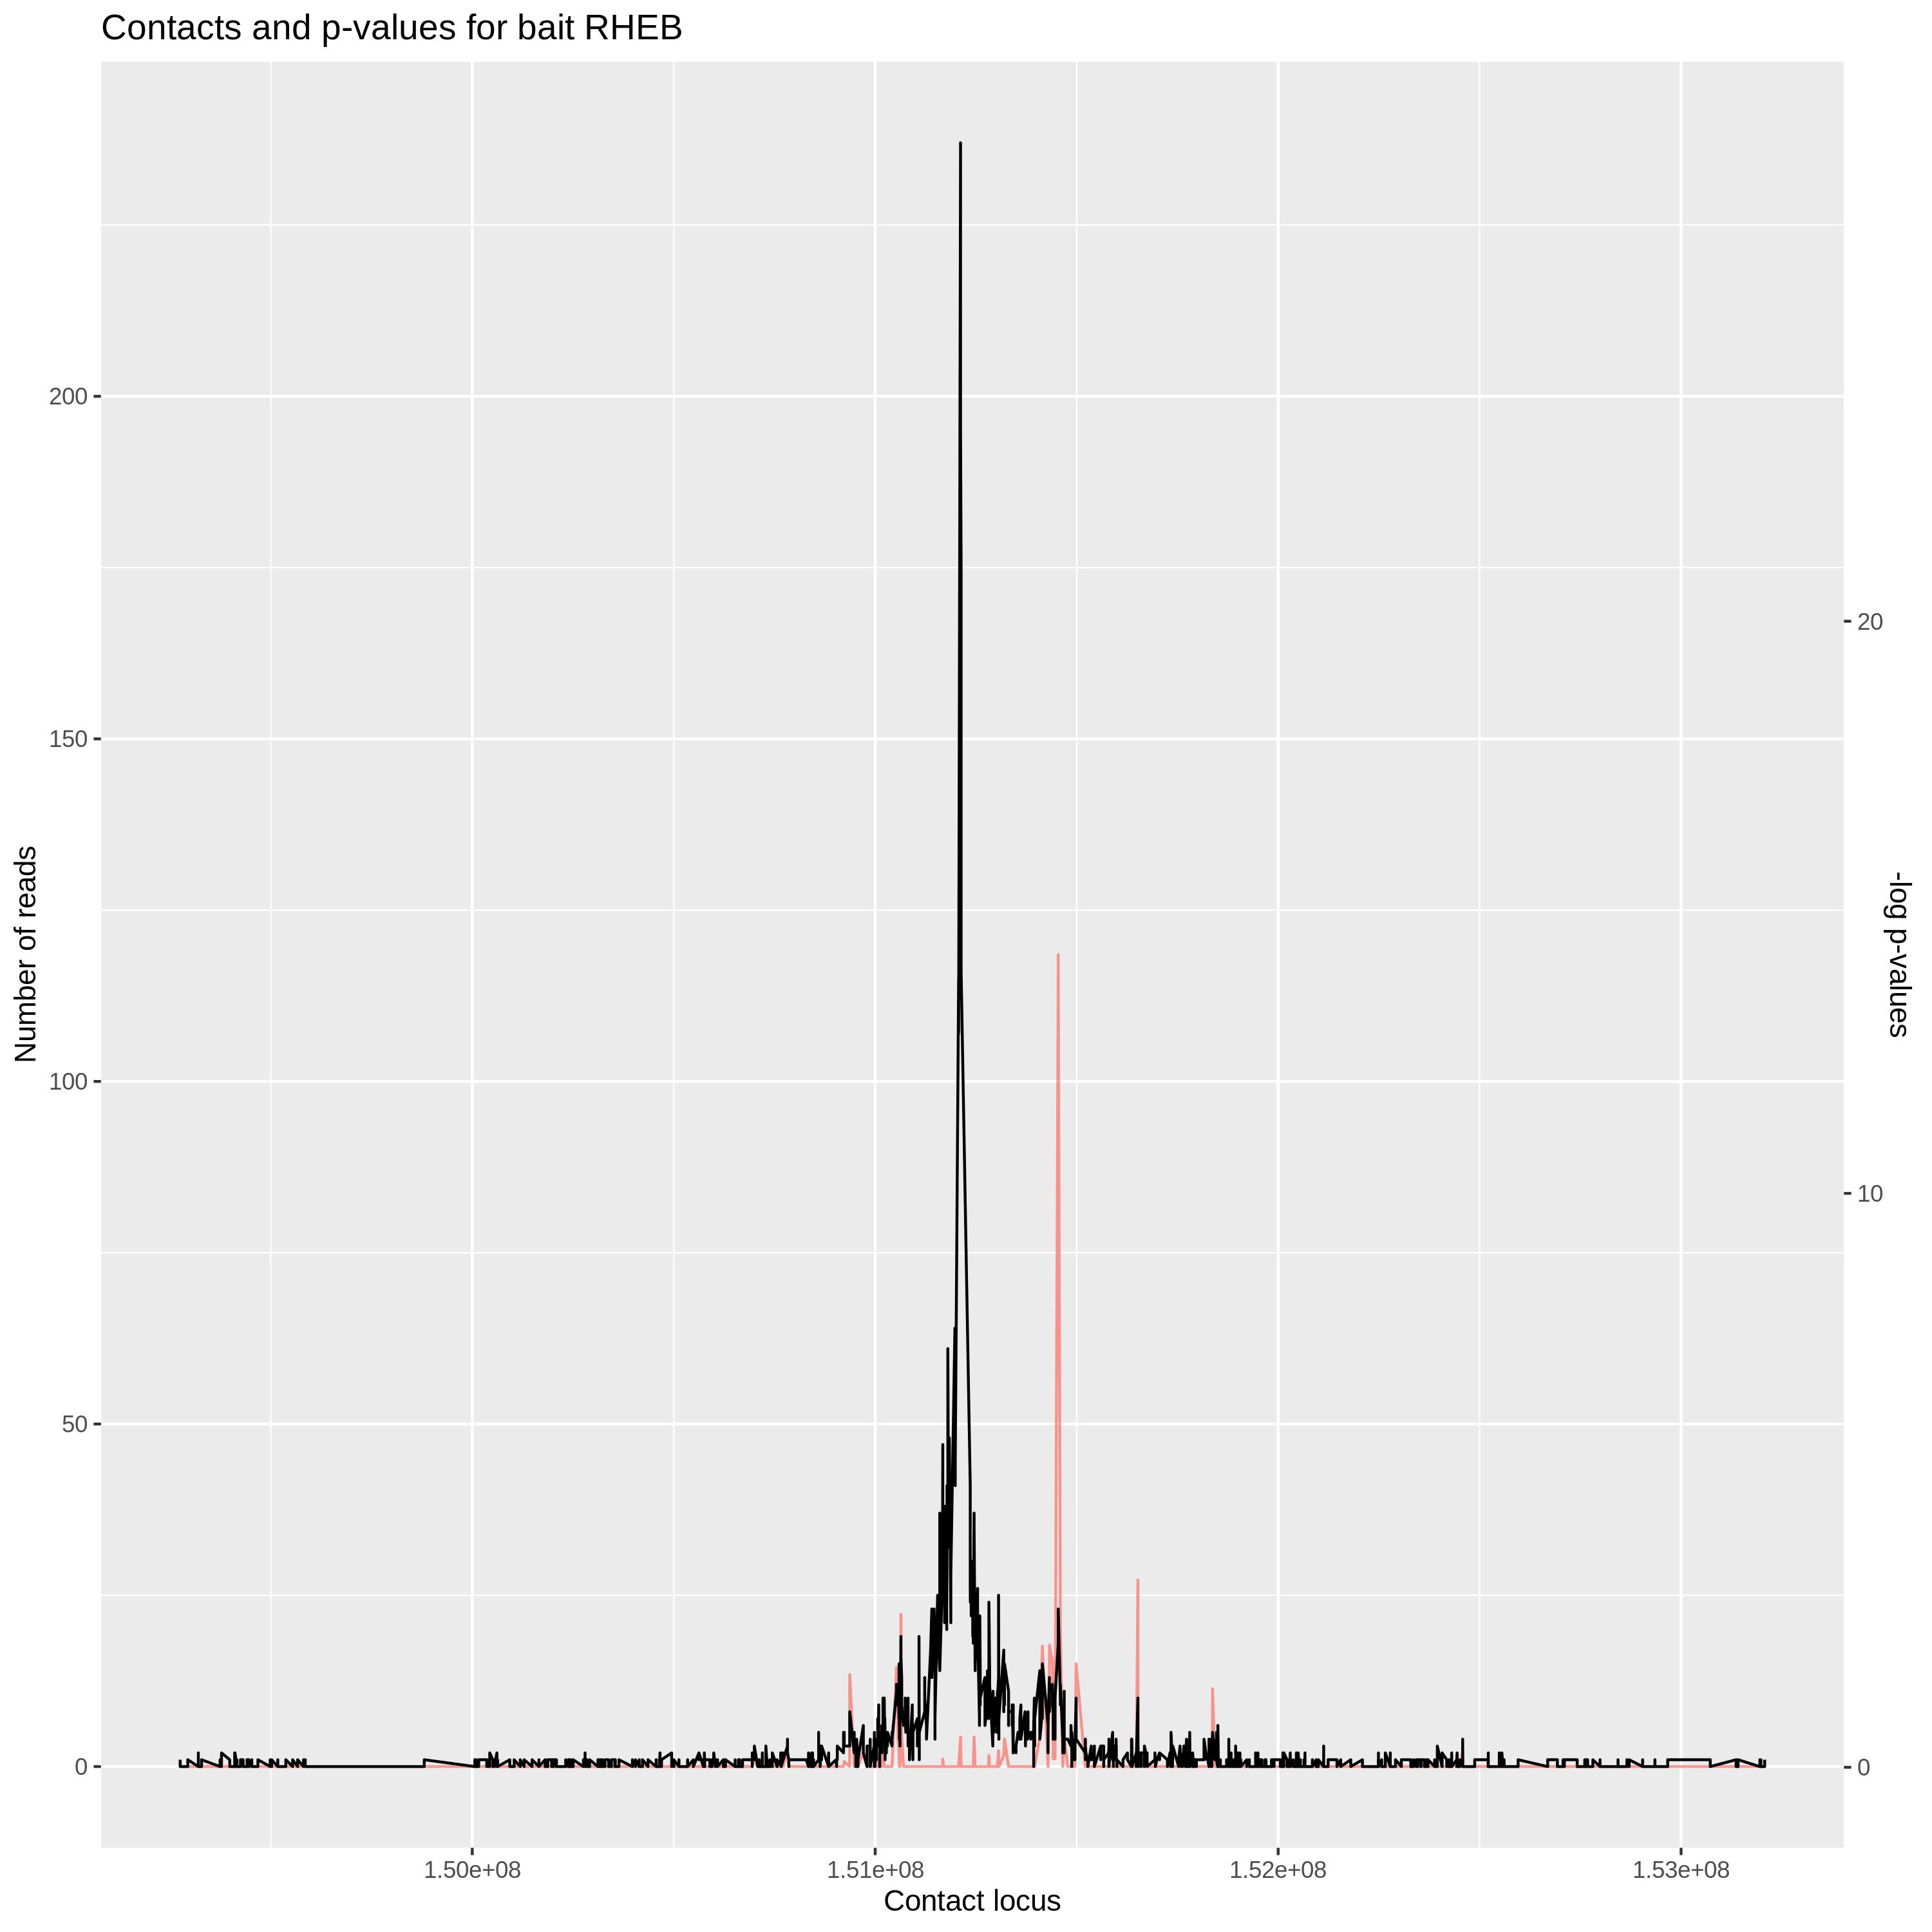 Contacts and p-values for bait RHEB
Number of reads
200
150
100
50
0
20
10
0
-log p-values
1.50e+08
1.51e+08
1.52e+08
1.53e+08
Contact locus